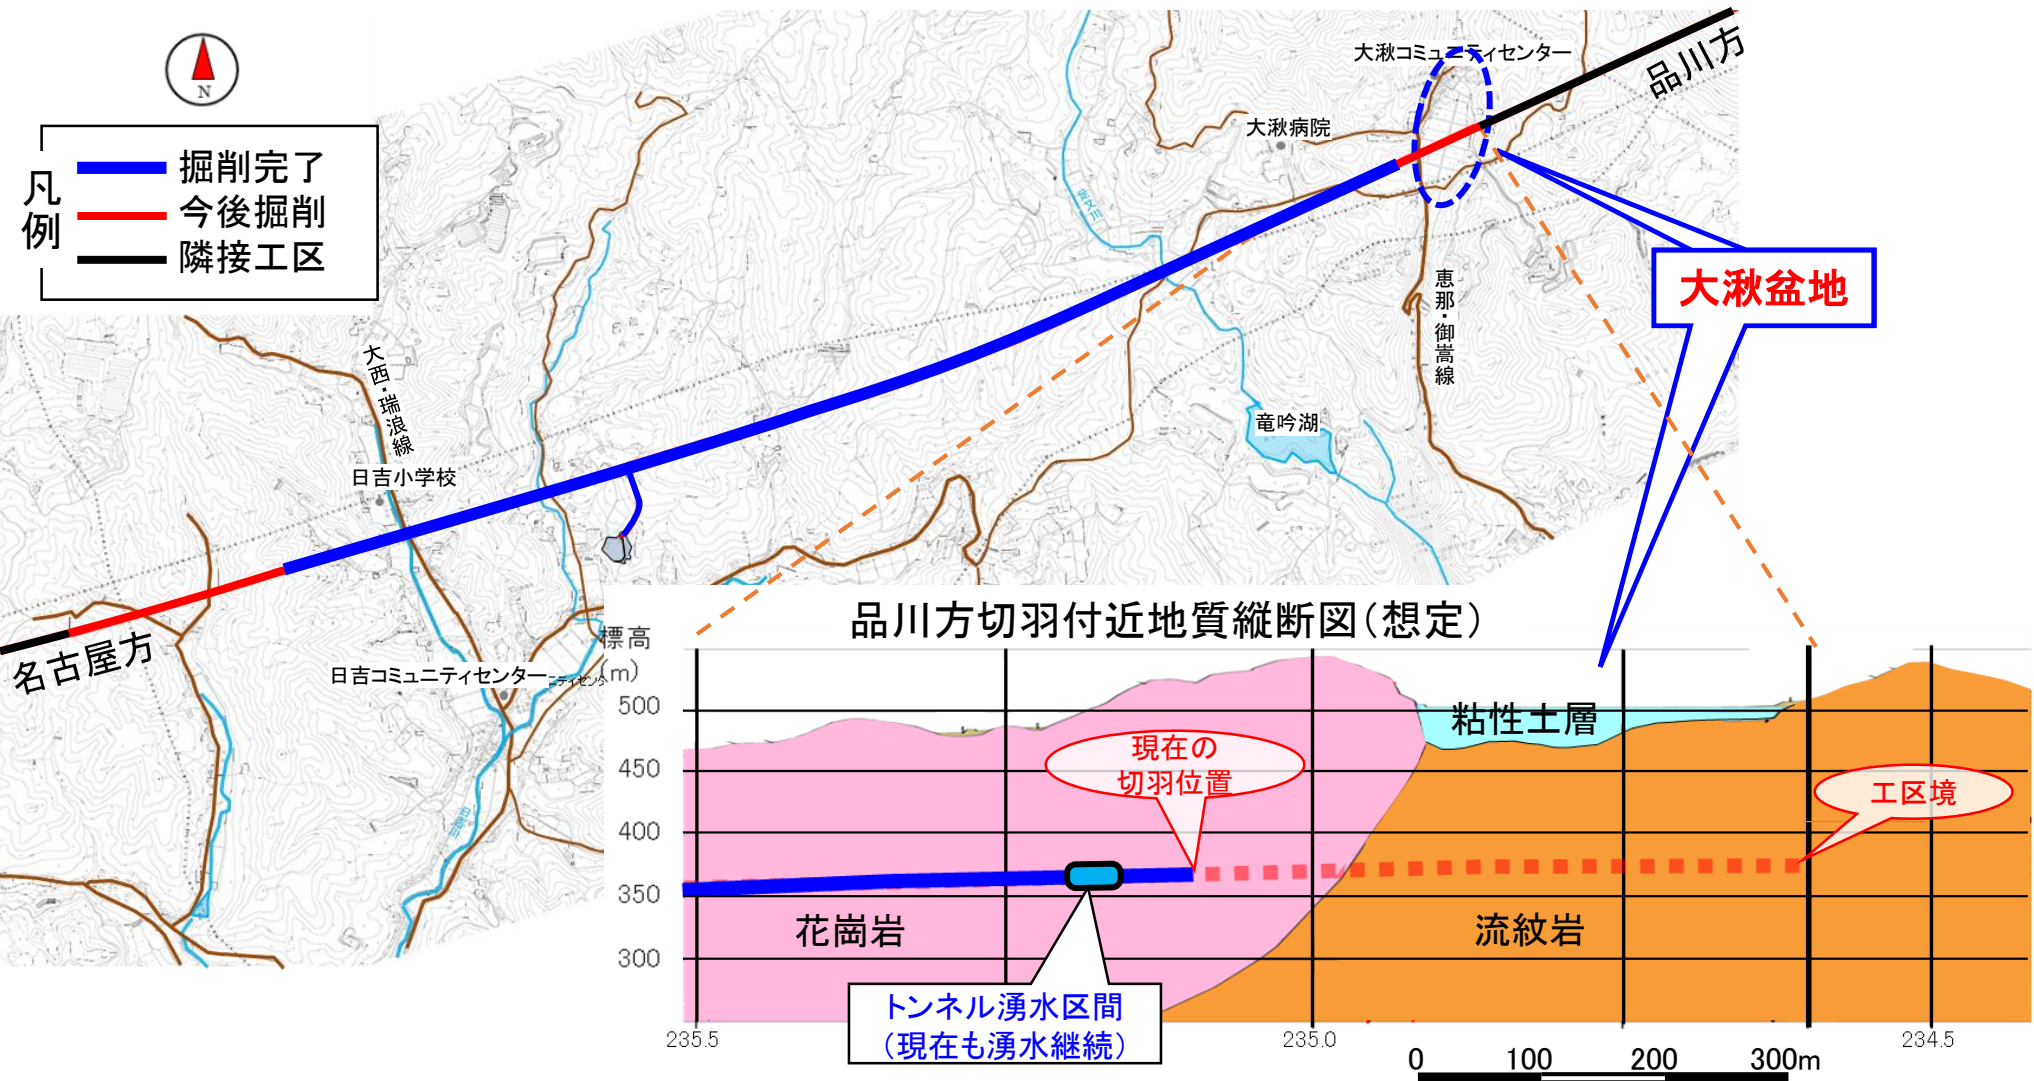 大湫コミュニティセンター
品川方
N
凡例
掘削完了
今後掘削
隣接工区
大湫病院
大湫盆地
恵那・御嵩線
大西・瑞浪線
竜吟湖
日吉小学校
名古屋方
日吉コミュニティセンター
日吉川
品川方切羽付近地質縦断図（想定）
標高
(m)
500
450
400
350
300
粘性土層
現在の
切羽位置
工区境
花崗岩
流紋岩
トンネル湧水区間
（現在も湧水継続）
235.5
235.0
234.5
0 100 200 300m